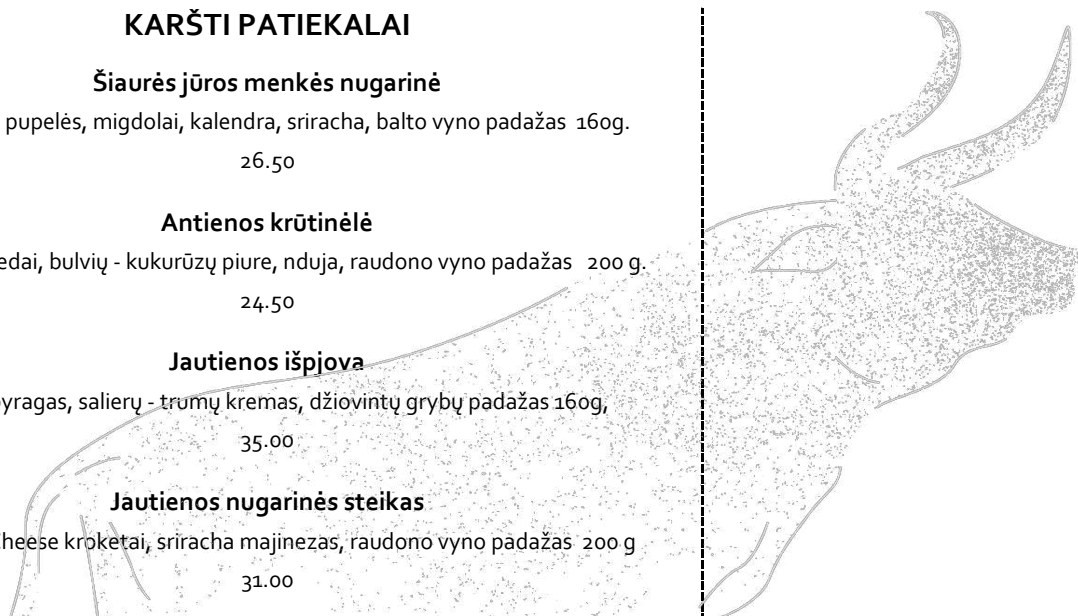 KARŠTI PATIEKALAI
Šiaurės jūros menkės nugarinė
pupelės, migdolai, kalendra, sriracha, balto vyno padažas 160g.
26.50
Antienos krūtinėlė
bulvių - kukurūzų piure, nduja, raudono vyno padažas 200 g.
24.50
Jautienos išpjova
salierų - trumų kremas, džiovintų grybų padažas 160g,
35.00
Jautienos nugarinės steikas
kroketai, sriracha majinezas, raudono vyno padažas 200 g
31.00